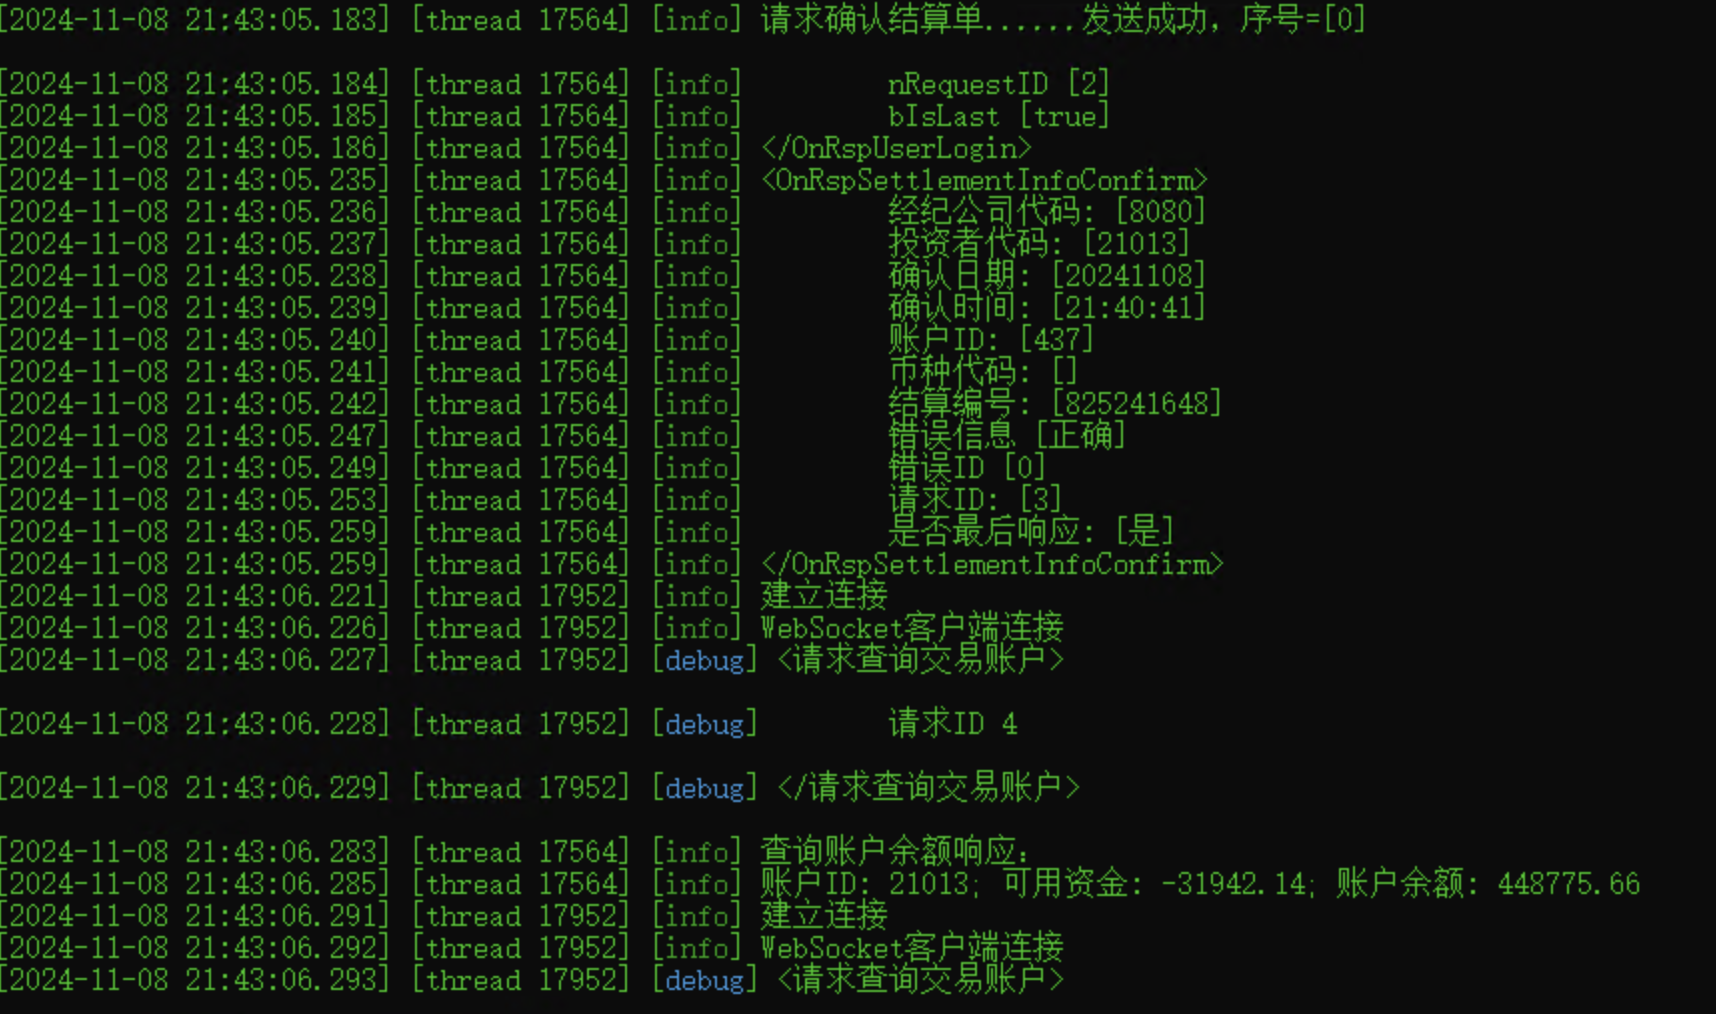 [2024-11-08 21:43:05.183] [thread 17564] [info] 请求确认结算单......发送成功，序号=[0]
[2024-11-08 21:43:05.184] [thread 17564] [info] nRequestID [2]
[2024-11-08 21:43:05.185] [thread 17564] [info] bIsLast [true]
[2024-11-08 21:43:05.186] [thread 17564] [info] </OnRspUserLogin>
[2024-11-08 21:43:05.235] [thread 17564] [info] <OnRspSettlementInfoConfirm>
[2024-11-08 21:43:05.236] [thread 17564] [info] 经纪公司代码: [8080]
[2024-11-08 21:43:05.237] [thread 17564] [info] 投资者代码: [21013]
[2024-11-08 21:43:05.238] [thread 17564] [info] 确认日期: [20241108]
[2024-11-08 21:43:05.239] [thread 17564] [info] 确认时间: [21:40:41]
[2024-11-08 21:43:05.240] [thread 17564] [info] 账户ID: [437]
[2024-11-08 21:43:05.241] [thread 17564] [info] 币种代码: []
[2024-11-08 21:43:05.242] [thread 17564] [info] 结算编号: [825241648]
[2024-11-08 21:43:05.247] [thread 17564] [info] 错误信息 [正确]
[2024-11-08 21:43:05.249] [thread 17564] [info] 错误ID [0]
[2024-11-08 21:43:05.253] [thread 17564] [info] 请求ID: [3]
[2024-11-08 21:43:05.259] [thread 17564] [info] 是否最后响应: [是]
[2024-11-08 21:43:05.259] [thread 17564] [info] </OnRspSettlementInfoConfirm>
[2024-11-08 21:43:06.221] [thread 17952] [info] 建立连接
[2024-11-08 21:43:06.226] [thread 17952] [info] WebSocket客户端连接
[2024-11-08 21:43:06.227] [thread 17952] [debug] <请求查询交易账户>
[2024-11-08 21:43:06.228] [thread 17952] [debug] 请求ID 4
[2024-11-08 21:43:06.229] [thread 17952] [debug] </请求查询交易账户>
[2024-11-08 21:43:06.283] [thread 17564] [info] 查询账户余额响应:
[2024-11-08 21:43:06.285] [thread 17564] [info] 账户ID: 21013; 可用资金: -31942.14; 账户余额: 448775.66
[2024-11-08 21:43:06.291] [thread 17952] [info] 建立连接
[2024-11-08 21:43:06.292] [thread 17952] [info] WebSocket客户端连接
[2024-11-08 21:43:06.293] [thread 17952] [debug] <请求查询交易账户>